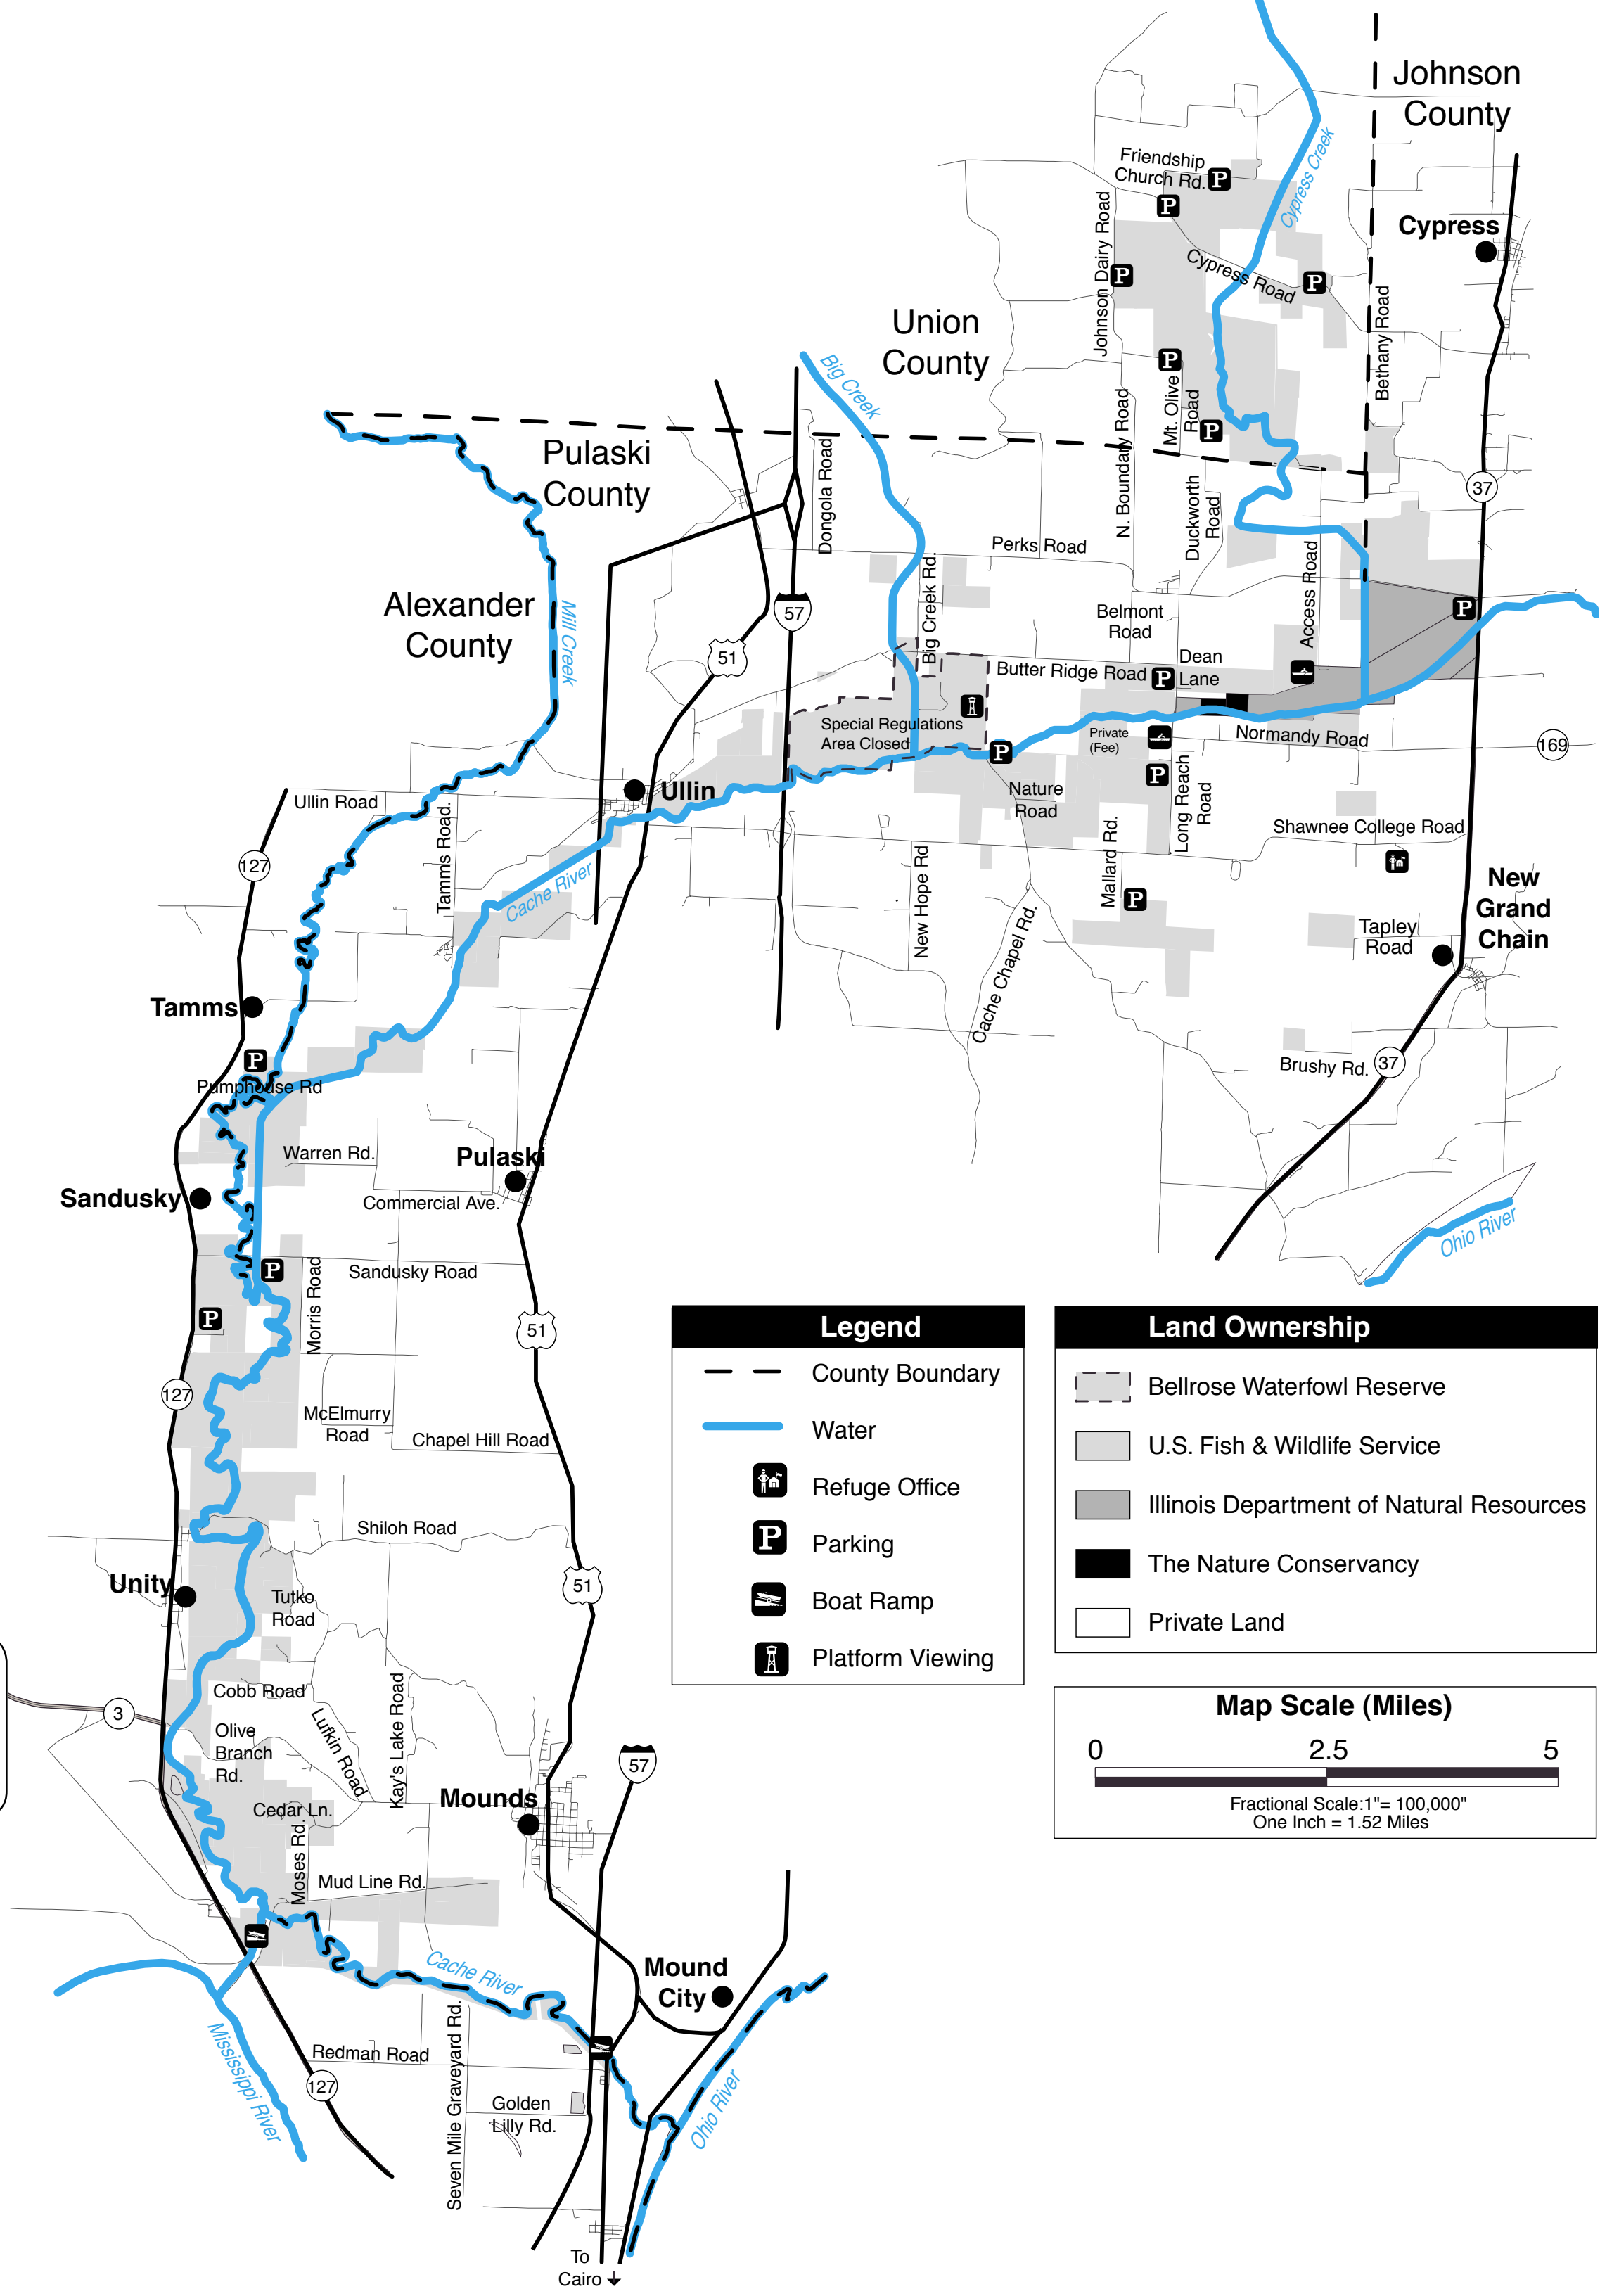 Johnson
County
Cypress Creek
Friendship
Church Rd.
P
P
Johnson Dairy Road
P
Cypress Road
P
Cypress
Bethany Road
Union
County
Big Creek
P
Mt. Olive
Road
P
N. Boundary Road
Pulaski
County
Dongola Road
Duckworth
Road
37
Perks Road
Alexander
County
Mill Creek
57
51
Big Creek Rd.
Belmont
Road
Access Road
P
Butter Ridge Road
P
Dean
Lane
Special Regulations
Area Closed
P
Private
(Fee)
Normandy Road
169
P
Nature
Road
Long Reach
Road
Ullin
Ullin Road
Tamms Road.
127
Cache River
Shawnee College Road
New Hope Rd
Mallard Rd.
P
New
Grand
Chain
Tapley
Road
Cache Chapel Rd.
Tamms
P
Pumphouse Rd
Brushy Rd.
37
Warren Rd.
Pulaski
Sandusky
Commercial Ave.
Ohio River
P
Sandusky Road
Morris Road
P
51
127
McElmurry
Road
Chapel Hill Road
Shiloh Road
Unity
Tutko
Road
51
Cobb Road
3
Olive
Branch
Rd.
Lufkin Road
Kay's Lake Road
57
Mounds
Cedar Ln.
Moses Rd.
Mud Line Rd.
Cache River
Mound
City
Mississippi River
Redman Road
127
Seven Mile Graveyard Rd.
Golden
Lilly Rd.
Ohio River
To
Cairo
Legend
County Boundary
Water
Refuge Office
P
Parking
Boat Ramp
Platform Viewing
Land Ownership
Bellrose Waterfowl Reserve
U.S. Fish & Wildlife Service
Illinois Department of Natural Resources
The Nature Conservancy
Private Land
Map Scale (Miles)
0 2.5 5
Fractional Scale:1"= 100,000"
One Inch = 1.52 Miles